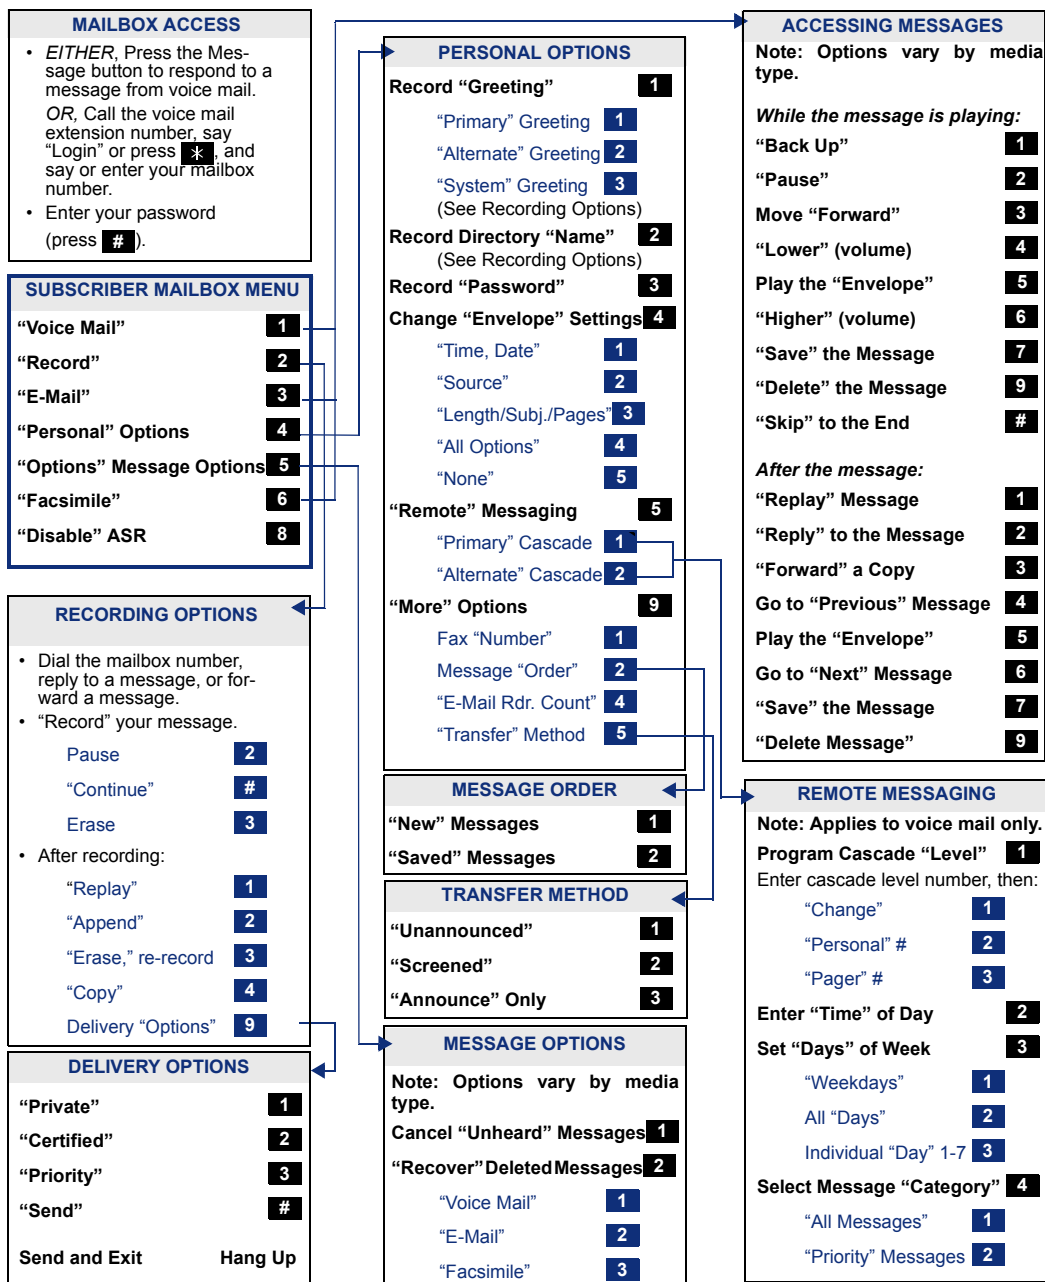 MAILBOX ACCESS
• EITHER, Press the Mes-
sage button to respond to a
message from voice mail.
OR, Call the voice mail
extension number, say
“Login” or press * , and
say or enter your mailbox
number.
• Enter your password
(press # ).
SUBSCRIBER MAILBOX MENU
“Voice Mail” 1
“Record” 2
“E-Mail” 3
“Personal” Options 4
“Options” Message Options 5
“Facsimile” 6
“Disable” ASR 8
RECORDING OPTIONS
• Dial the mailbox number,
reply to a message, or for-
ward a message.
• “Record” your message.
Pause 2
“Continue” #
Erase 3
• After recording:
“Replay” 1
“Append” 2
“Erase,” re-record 3
“Copy” 4
Delivery “Options” 9
DELIVERY OPTIONS
“Private” 1
“Certified” 2
“Priority” 3
“Send” #
Send and Exit Hang Up
PERSONAL OPTIONS
Record “Greeting” 1
“Primary” Greeting 1
“Alternate” Greeting 2
“System” Greeting 3
(See Recording Options)
Record Directory “Name” 2
(See Recording Options)
Record “Password” 3
Change “Envelope” Settings 4
“Time, Date” 1
“Source” 2
“Length/Subj./Pages” 3
“All Options” 4
“None” 5
“Remote” Messaging 5
“Primary” Cascade 1
“Alternate” Cascade 2
“More” Options 9
Fax “Number” 1
Message “Order” 2
“E-Mail Rdr. Count” 4
“Transfer” Method 5
MESSAGE ORDER
“New” Messages 1
“Saved” Messages 2
TRANSFER METHOD
“Unannounced” 1
“Screened” 2
“Announce” Only 3
MESSAGE OPTIONS
Note: Options vary by media
type.
Cancel “Unheard” Messages 1
“Recover” Deleted Messages 2
“Voice Mail” 1
“E-Mail” 2
“Facsimile” 3
ACCESSING MESSAGES
Note: Options vary by media
type.
While the message is playing:
“Back Up” 1
“Pause” 2
Move “Forward” 3
“Lower” (volume) 4
Play the “Envelope” 5
“Higher” (volume) 6
“Save” the Message 7
“Delete” the Message 9
“Skip” to the End #
After the message:
“Replay” Message 1
“Reply” to the Message 2
“Forward” a Copy 3
Go to “Previous” Message 4
Play the “Envelope” 5
Go to “Next” Message 6
“Save” the Message 7
“Delete Message” 9
REMOTE MESSAGING
Note: Applies to voice mail only.
Program Cascade “Level” 1
Enter cascade level number, then:
“Change” 1
“Personal” # 2
“Pager” # 3
Enter “Time” of Day 2
Set “Days” of Week 3
“Weekdays” 1
All “Days” 2
Individual “Day” 1-7 3
Select Message “Category” 4
“All Messages” 1
“Priority” Messages 2